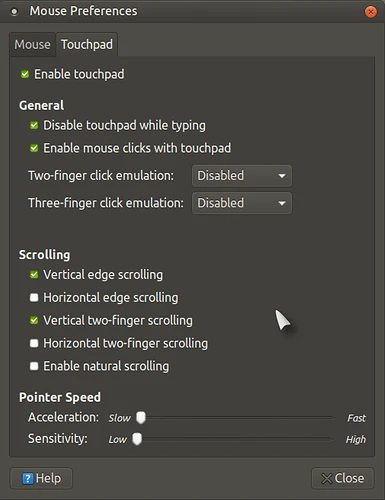 Mouse Preferences
Mouse Touchpad
Enable touchpad
General
Disable touchpad while typing
Enable mouse clicks with touchpad
Two-finger click emulation: Disabled
Three-finger click emulation: Disabled
Scrolling
Vertical edge scrolling
Horizontal edge scrolling
Vertical two-finger scrolling
Horizontal two-finger scrolling
Enable natural scrolling
Pointer Speed
Acceleration: Slow Fast
Sensitivity: Low High
? Help Close